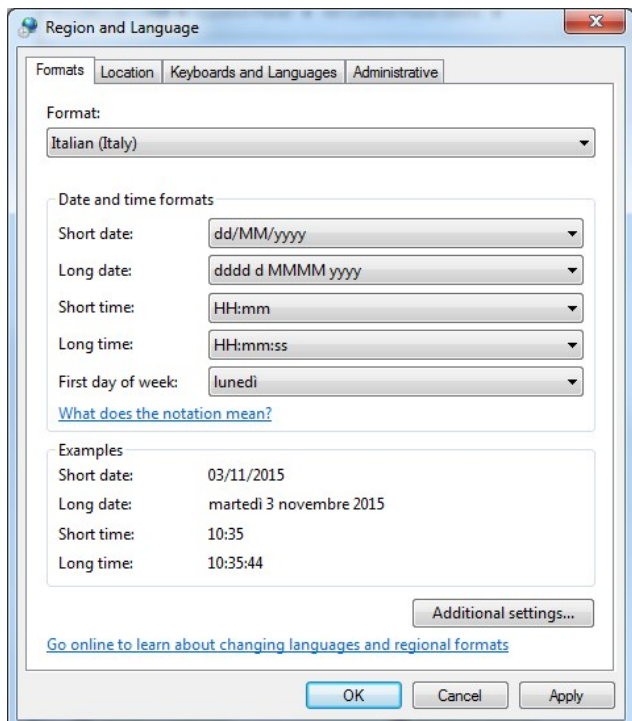 Region and Language
Formats Location Keyboards and Languages Administrative
Format:
Italian (Italy)
Date and time formats
Short date: dd/MM/yyyy
Long date: dddd d MMMM yyyy
Short time: HH:mm
Long time: HH:mm:ss
First day of week: lunedì
What does the notation mean?
Examples
Short date: 03/11/2015
Long date: martedì 3 novembre 2015
Short time: 10:35
Long time: 10:35:44
Additional settings...
Go online to learn about changing languages and regional formats
OK Cancel Apply